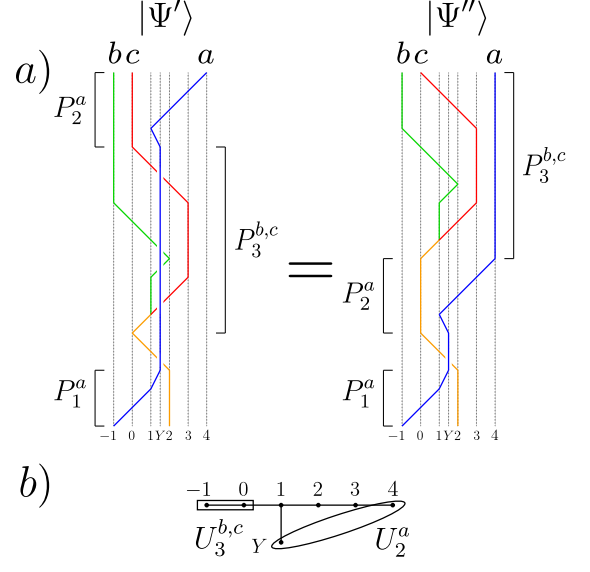 |Ψ′⟩ |Ψ″⟩
a) b c a b c a
P_2^a P_3^{b,c} P_3^{b,c}
=
P_2^a
P_1^a P_1^a
−1 0 1 Y 2 3 4 −1 0 1 Y 2 3 4
b) −1 0 1 2 3 4
U_3^{b,c} Y U_2^a